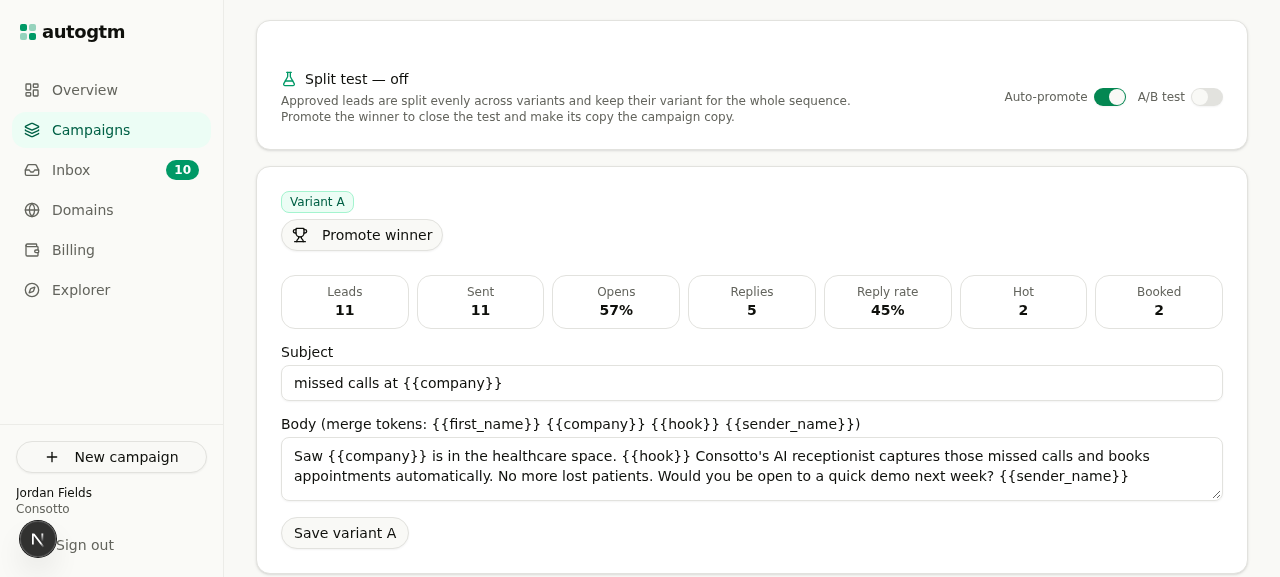 autogtm
Overview
Campaigns
Inbox 10
Domains
Billing
Explorer
New campaign
Jordan Fields
Consotto
N
Sign out
Split test — off
Approved leads are split evenly across variants and keep their variant for the whole sequence.
Promote the winner to close the test and make its copy the campaign copy.
Auto-promote
A/B test
Variant A
Promote winner
Leads
11
Sent
11
Opens
57%
Replies
5
Reply rate
45%
Hot
2
Booked
2
Subject
missed calls at {{company}}
Body (merge tokens: {{first_name}} {{company}} {{hook}} {{sender_name}})
Saw {{company}} is in the healthcare space. {{hook}} Consotto's AI receptionist captures those missed calls and books
appointments automatically. No more lost patients. Would you be open to a quick demo next week? {{sender_name}}
Save variant A